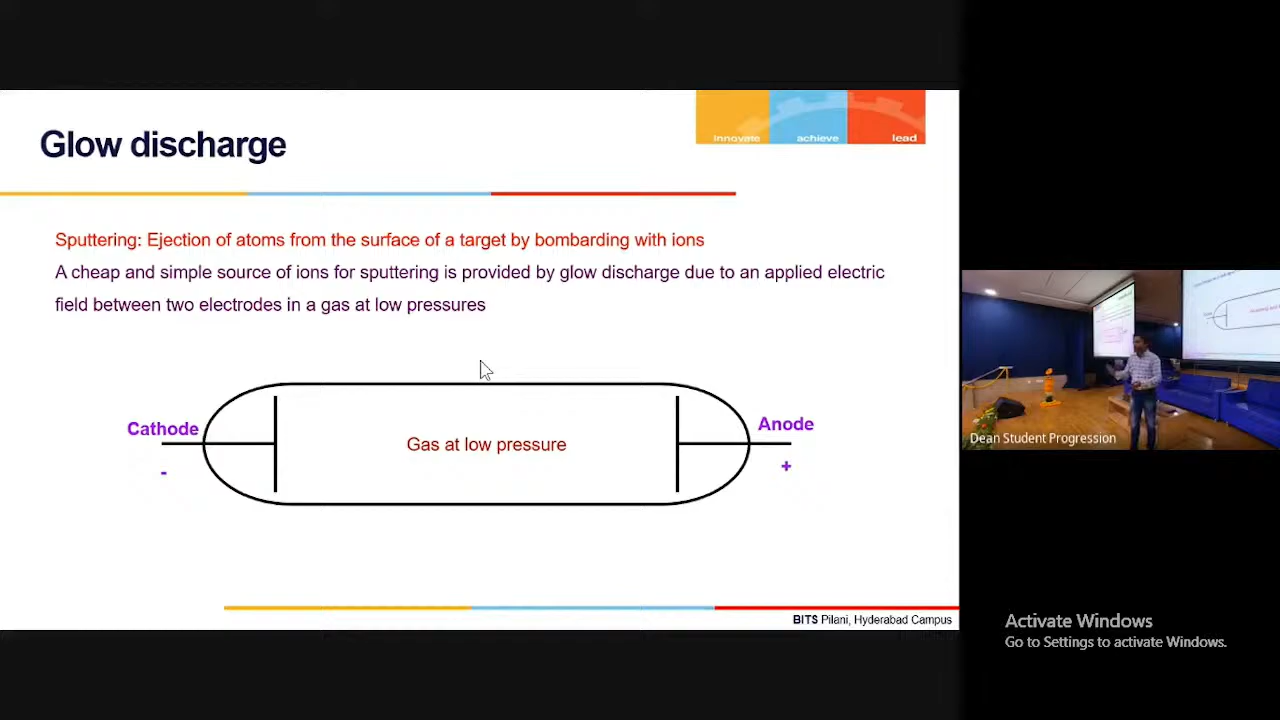 innovate achieve lead
Glow discharge
Sputtering: Ejection of atoms from the surface of a target by bombarding with ions
A cheap and simple source of ions for sputtering is provided by glow discharge due to an applied electric
field between two electrodes in a gas at low pressures
Cathode
-
Gas at low pressure
Anode
+
BITS Pilani, Hyderabad Campus
Dean Student Progression
Activate Windows
Go to Settings to activate Windows.